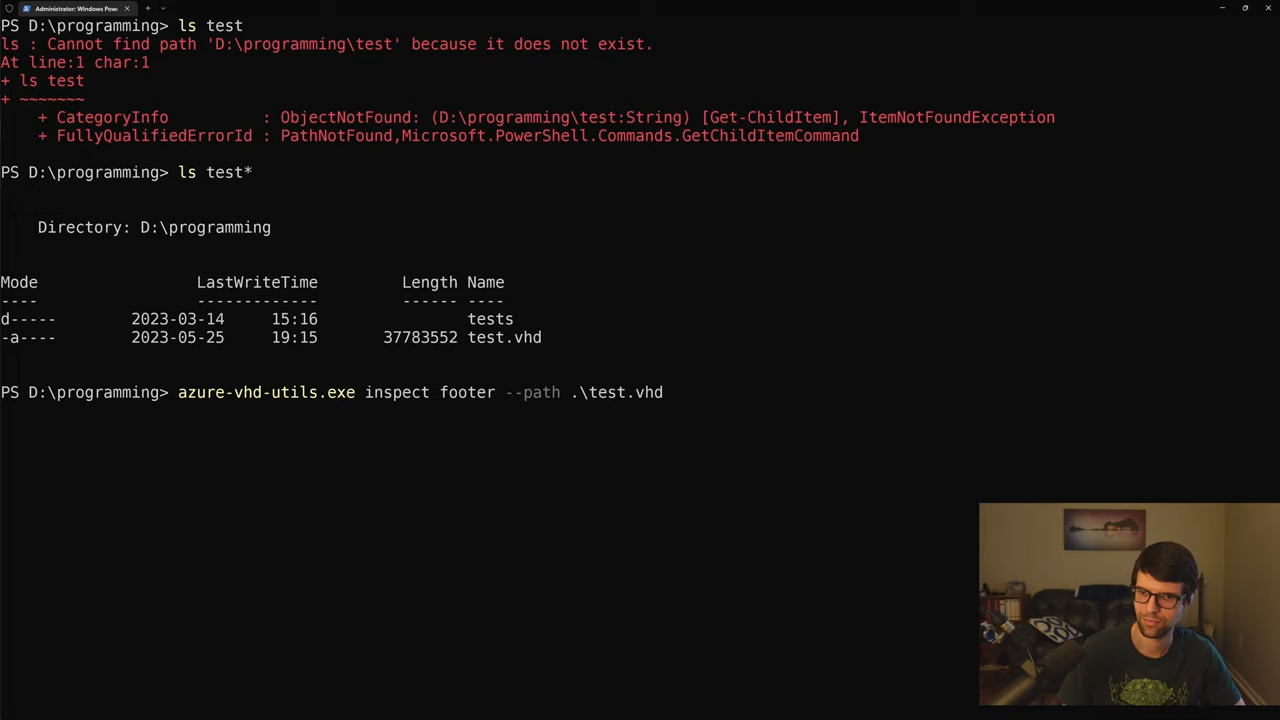 Administrator: Windows Pow
PS D:\programming> ls test
ls : Cannot find path 'D:\programming\test' because it does not exist.
At line:1 char:1
+ ls test
+ ~~~~~~~
    + CategoryInfo          : ObjectNotFound: (D:\programming\test:String) [Get-ChildItem], ItemNotFoundException
    + FullyQualifiedErrorId : PathNotFound,Microsoft.PowerShell.Commands.GetChildItemCommand
PS D:\programming> ls test*
    Directory: D:\programming
Mode                 LastWriteTime         Length Name
----                 -------------         ------ ----
d-----        2023-03-14     15:16                tests
-a----        2023-05-25     19:15       37783552 test.vhd
PS D:\programming> azure-vhd-utils.exe inspect footer --path .\test.vhd